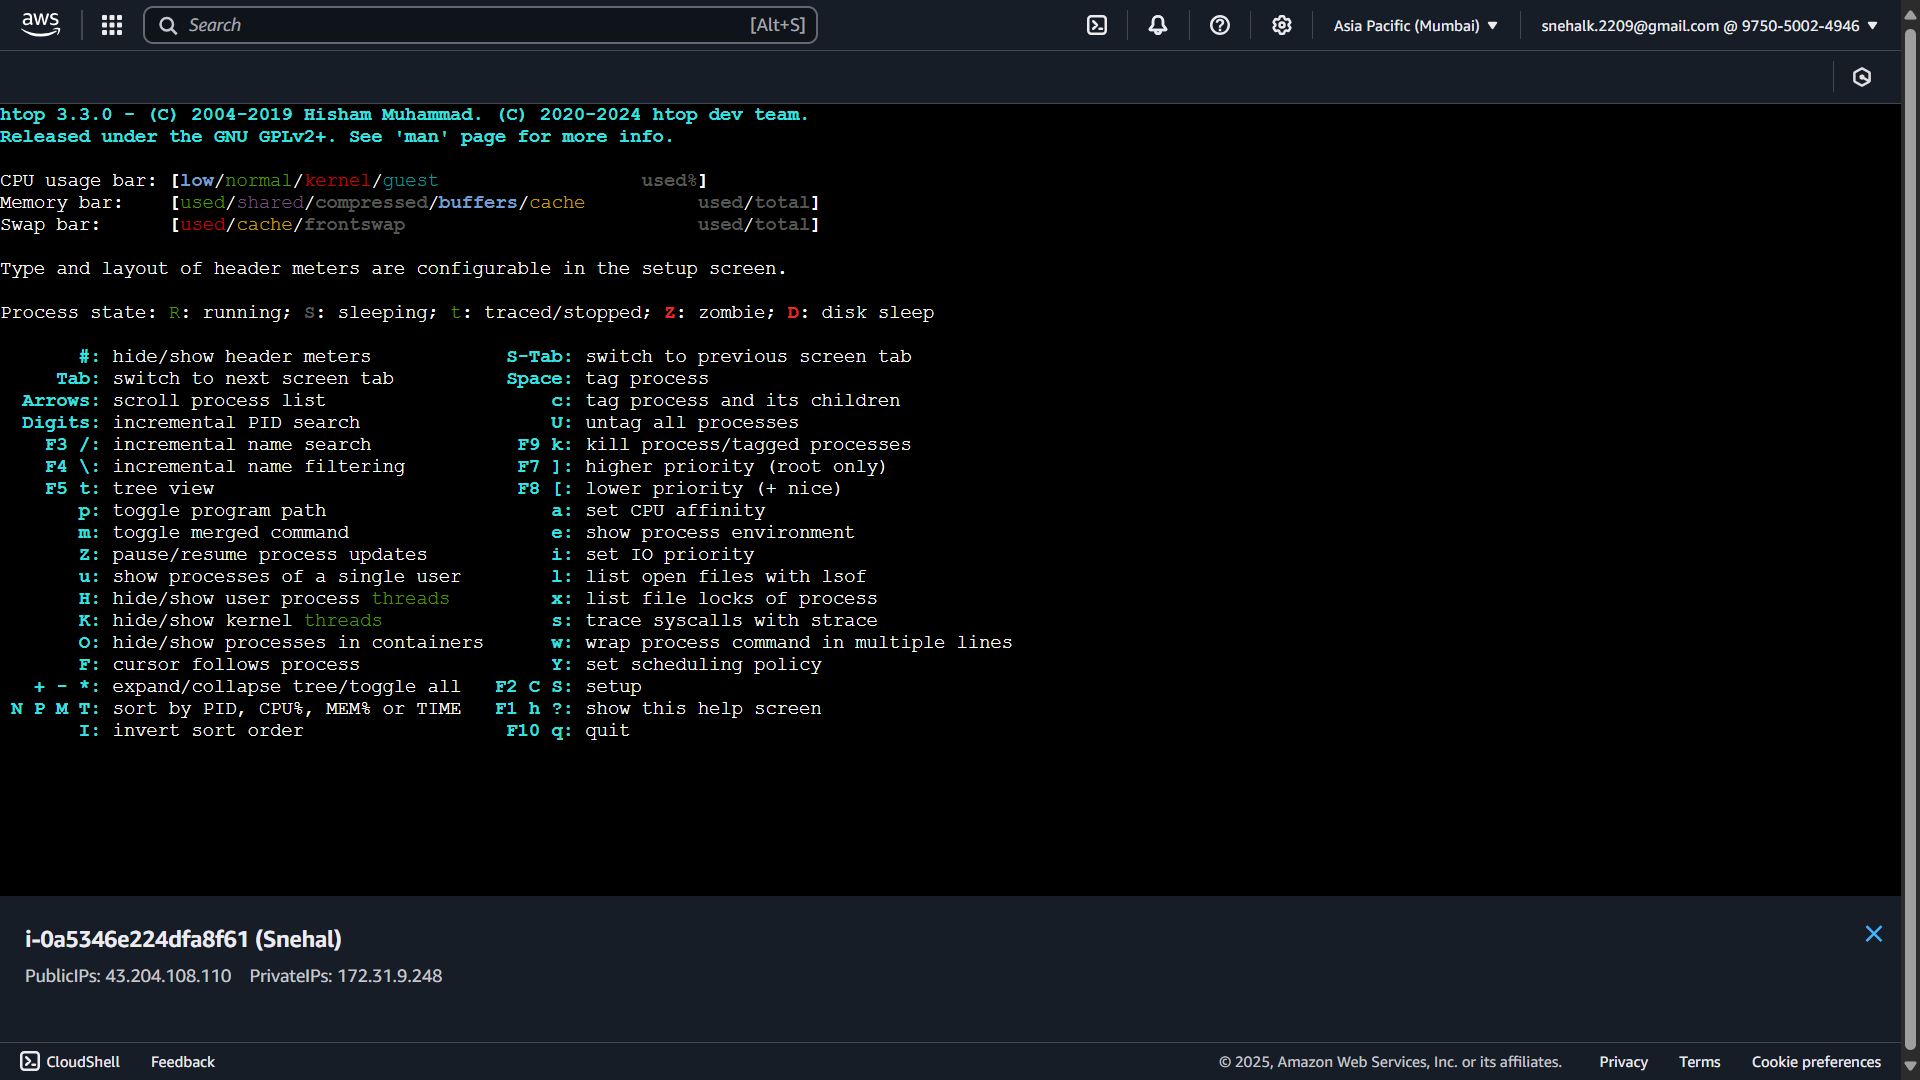 aws
Search [Alt+S]
Asia Pacific (Mumbai) ▼
snehalk.2209@gmail.com @ 9750-5002-4946 ▼
htop 3.3.0 - (C) 2004-2019 Hisham Muhammad. (C) 2020-2024 htop dev team.
Released under the GNU GPLv2+. See 'man' page for more info.
CPU usage bar: [low/normal/kernel/guest used%]
Memory bar: [used/shared/compressed/buffers/cache used/total]
Swap bar: [used/cache/frontswap used/total]
Type and layout of header meters are configurable in the setup screen.
Process state: R: running; S: sleeping; t: traced/stopped; Z: zombie; D: disk sleep
#: hide/show header meters S-Tab: switch to previous screen tab
Tab: switch to next screen tab Space: tag process
Arrows: scroll process list c: tag process and its children
Digits: incremental PID search U: untag all processes
F3 /: incremental name search F9 k: kill process/tagged processes
F4 \: incremental name filtering F7 ]: higher priority (root only)
F5 t: tree view F8 [: lower priority (+ nice)
p: toggle program path a: set CPU affinity
m: toggle merged command e: show process environment
Z: pause/resume process updates i: set IO priority
u: show processes of a single user l: list open files with lsof
H: hide/show user process threads x: list file locks of process
K: hide/show kernel threads s: trace syscalls with strace
O: hide/show processes in containers w: wrap process command in multiple lines
F: cursor follows process Y: set scheduling policy
+ - *: expand/collapse tree/toggle all F2 C S: setup
N P M T: sort by PID, CPU%, MEM% or TIME F1 h ?: show this help screen
I: invert sort order F10 q: quit
i-0a5346e224dfa8f61 (Snehal)
PublicIPs: 43.204.108.110 PrivateIPs: 172.31.9.248
CloudShell Feedback © 2025, Amazon Web Services, Inc. or its affiliates. Privacy Terms Cookie preferences